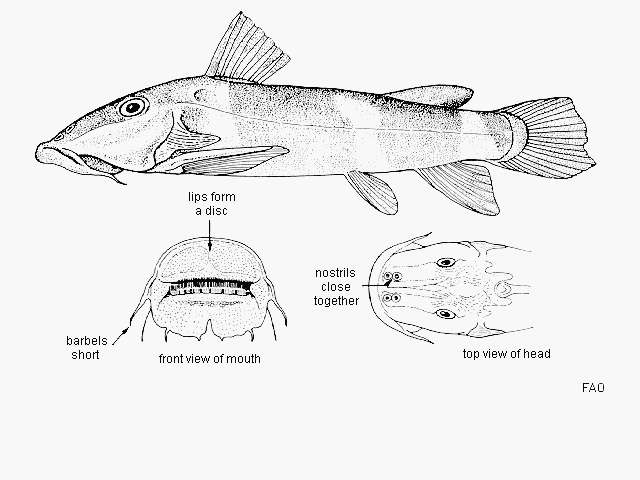 lips form
a disc
nostrils
close
together
barbels
short
front view of mouth
top view of head
FAO